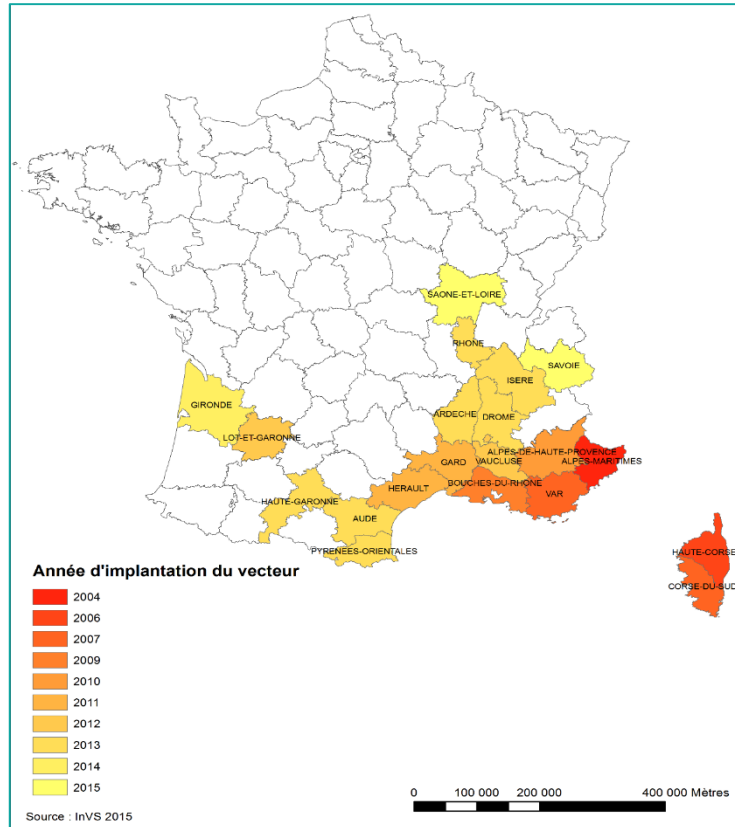 SAONE-ET-LOIRE
RHONE
SAVOIE
ISERE
GIRONDE
ARDECHE
DROME
LOT-ET-GARONNE
ALPES-DE-HAUTE-PROVENCE
GARD
VAUCLUSE
ALPES-MARITIMES
BOUCHES-DU-RHONE
HERAULT
VAR
HAUTE-GARONNE
AUDE
PYRENEES-ORIENTALES
HAUTE-CORSE
CORSE-DU-SUD
Année d'implantation du vecteur
2004
2006
2007
2009
2010
2011
2012
2013
2014
2015
0 100 000 200 000 400 000 Mètres
Source : InVS 2015